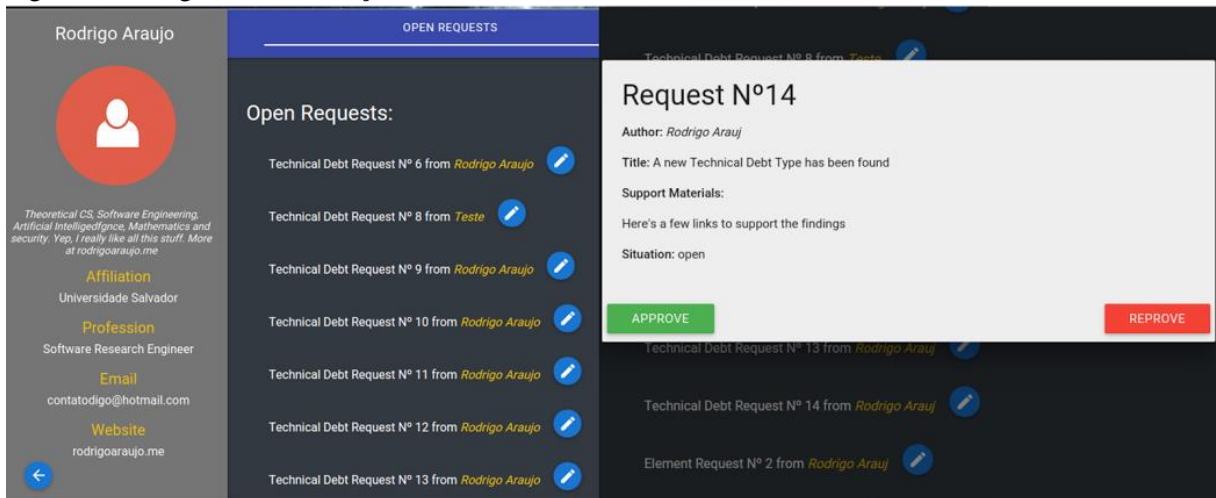 Rodrigo Araujo
Theoretical CS, Software Engineering,
Artificial Intelligedfgnce, Mathematics and
security. Yep, I really like all this stuff. More
at rodrigoaraujo.me
Affiliation
Universidade Salvador
Profession
Software Research Engineer
Email
contatodigo@hotmail.com
Website
rodrigoaraujo.me
OPEN REQUESTS
Open Requests:
Technical Debt Request Nº 6 from Rodrigo Araujo
Technical Debt Request Nº 8 from Teste
Technical Debt Request Nº 9 from Rodrigo Araujo
Technical Debt Request Nº 10 from Rodrigo Araujo
Technical Debt Request Nº 11 from Rodrigo Araujo
Technical Debt Request Nº 12 from Rodrigo Araujo
Technical Debt Request Nº 13 from Rodrigo Araujo
Technical Debt Request Nº 8 from Teste
Request Nº14
Author: Rodrigo Arauj
Title: A new Technical Debt Type has been found
Support Materials:
Here's a few links to support the findings
Situation: open
APPROVE
REPROVE
Technical Debt Request Nº 13 from Rodrigo Arauj
Technical Debt Request Nº 14 from Rodrigo Arauj
Element Request Nº 2 from Rodrigo Arauj